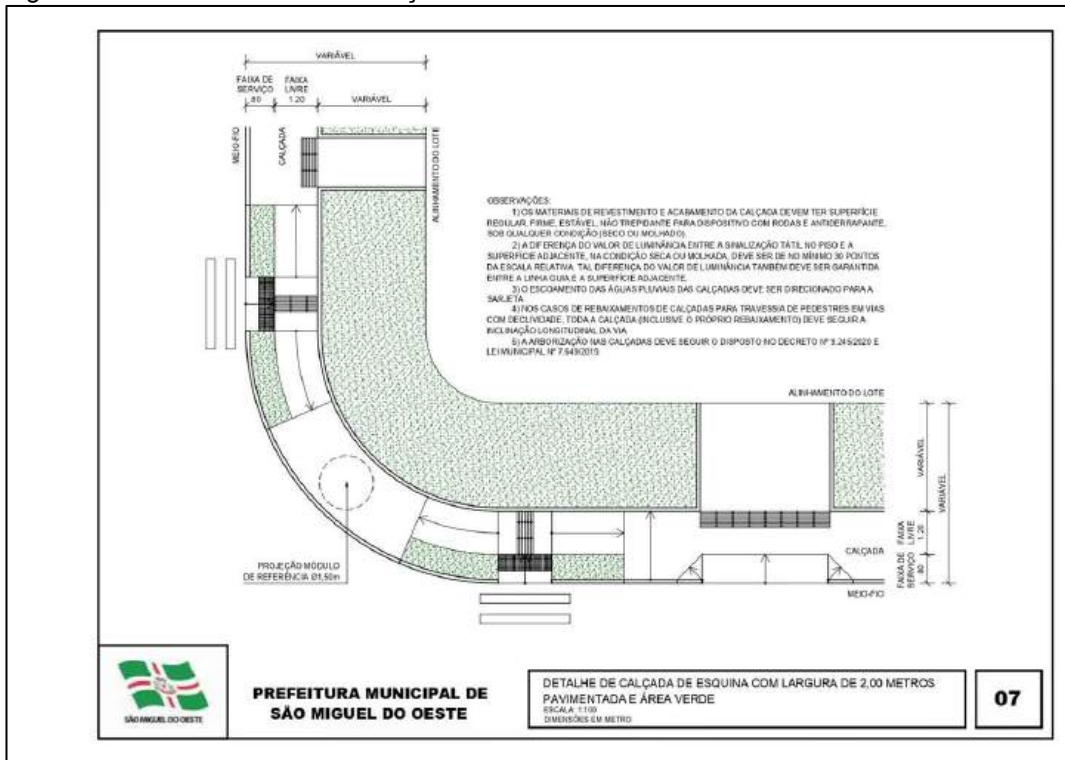 VARIÁVEL
FAIXA DE
SERVIÇO
.80
FAIXA
LIVRE
1.20
VARIÁVEL
MEIO-FIO
CALÇADA
ALINHAMENTO DO LOTE
OBSERVAÇÕES:
1) OS MATERIAIS DE REVESTIMENTO E ACABAMENTO DA CALÇADA DEVEM TER SUPERFÍCIE
REGULAR, FIRME, ESTÁVEL, NÃO TREPIDANTE PARA DISPOSITIVO COM RODAS E ANTIDERRAPANTE,
SOB QUALQUER CONDIÇÃO (SECO OU MOLHADO).
2) A DIFERENÇA DO VALOR DE LUMINÂNCIA ENTRE A SINALIZAÇÃO TÁTIL NO PISO E A
SUPERFÍCIE ADJACENTE, NA CONDIÇÃO SECA OU MOLHADA, DEVE SER DE NO MÍNIMO 30 PONTOS
DA ESCALA RELATIVA. TAL DIFERENÇA DO VALOR DE LUMINÂNCIA TAMBÉM DEVE SER GARANTIDA
ENTRE A LINHA GUIA E A SUPERFÍCIE ADJACENTE.
3) O ESCOAMENTO DAS ÁGUAS PLUVIAIS DAS CALÇADAS DEVE SER DIRECIONADO PARA A
SARJETA
4) NOS CASOS DE REBAIXAMENTOS DE CALÇADAS PARA TRAVESSIA DE PEDESTRES EM VIAS
COM DECLIVIDADE, TODA A CALÇADA (INCLUSIVE O PRÓPRIO REBAIXAMENTO) DEVE SEGUIR A
INCLINAÇÃO LONGITUDINAL DA VIA
5) A ARBORIZAÇÃO NAS CALÇADAS DEVE SEGUIR O DISPOSTO NO DECRETO Nº 9.245/2020 E
LEI MUNICIPAL Nº
ALINHAMENTO DO LOTE
VARIÁVEL
VARIÁVEL
FAIXA
LIVRE
1.20
CALÇADA
FAIXA DE
SERVIÇO
.80
MEIO-FIO
PROJEÇÃO MÓDULO
DE REFERÊNCIA Ø1,50m
SÃO MIGUEL DO OESTE
PREFEITURA MUNICIPAL DE
SÃO MIGUEL DO OESTE
DETALHE DE CALÇADA DE ESQUINA COM LARGURA DE 2,00 METROS
PAVIMENTADA E ÁREA VERDE
ESCALA: 1:100
DIMENSÕES EM METRO
07